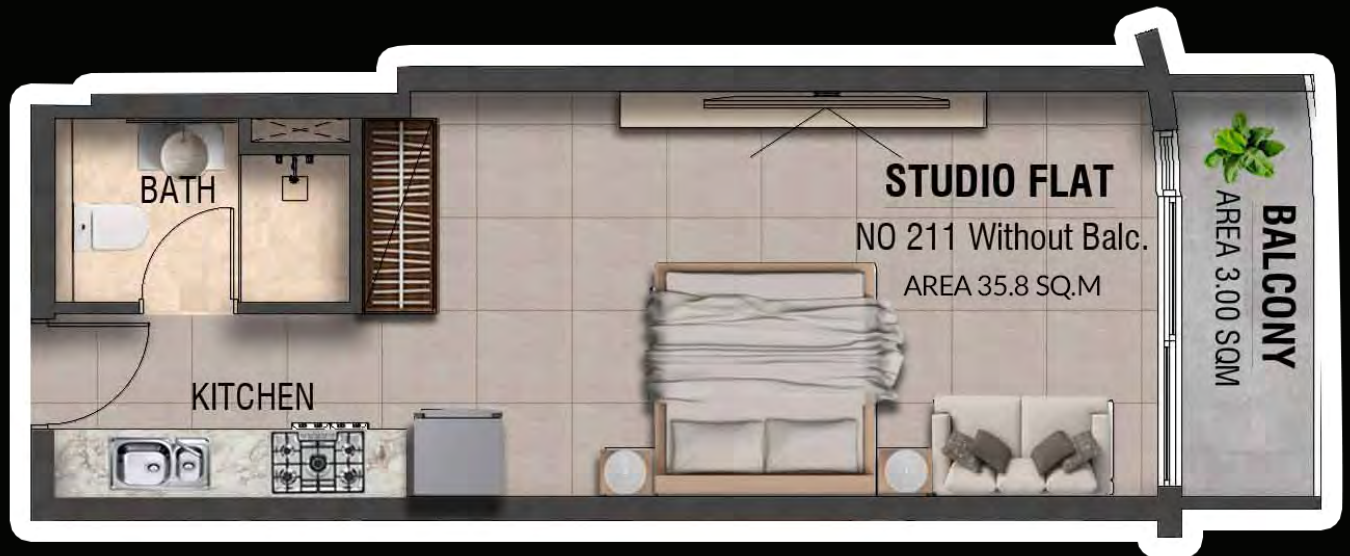 BATH
STUDIO FLAT
NO 211 Without Balc.
AREA 35.8 SQ.M
BALCONY
AREA 3.00 SQM
KITCHEN